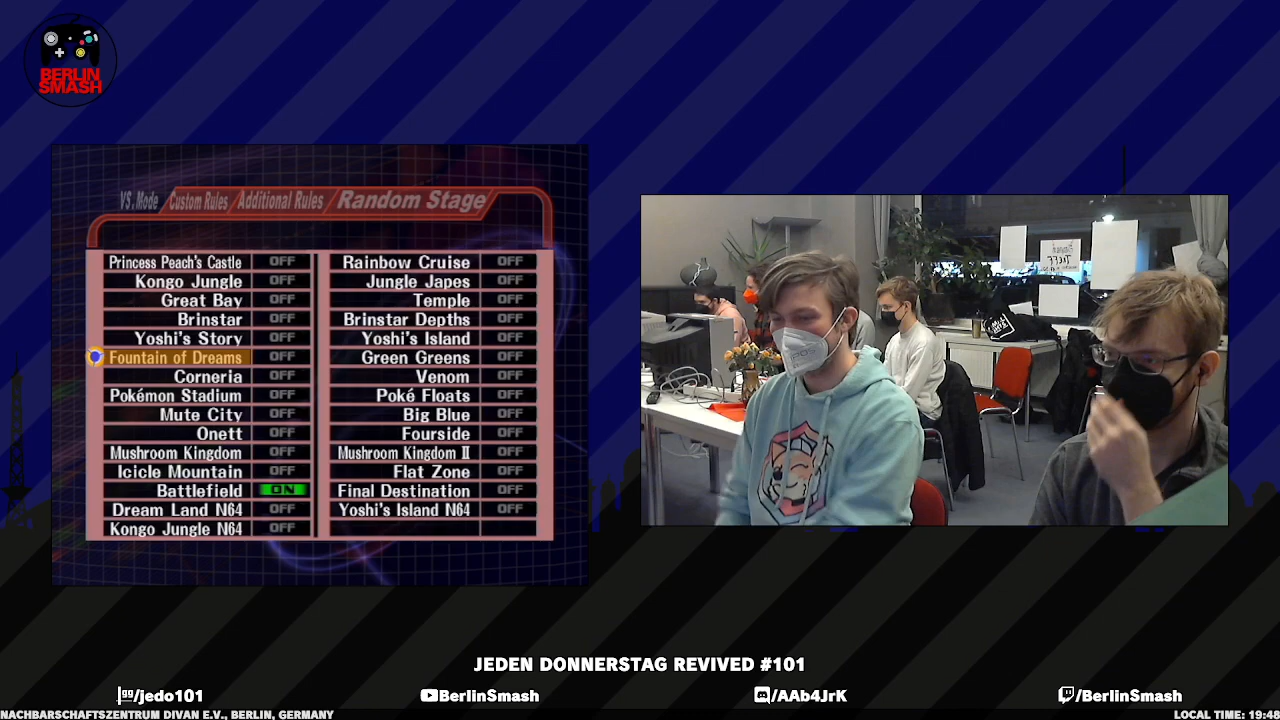 BERLIN
SMASH
VS. Mode
Custom Rules
Additional Rules
Random Stage
Princess Peach's Castle OFF
Rainbow Cruise OFF
Kongo Jungle OFF
Jungle Japes OFF
Great Bay OFF
Temple OFF
Brinstar OFF
Brinstar Depths OFF
Yoshi's Story OFF
Yoshi's Island OFF
Fountain of Dreams OFF
Green Greens OFF
Corneria OFF
Venom OFF
Pokémon Stadium OFF
Poké Floats OFF
Mute City OFF
Big Blue OFF
Onett OFF
Fourside OFF
Mushroom Kingdom OFF
Mushroom Kingdom II OFF
Icicle Mountain OFF
Flat Zone OFF
Battlefield ON
Final Destination OFF
Dream Land N64 OFF
Yoshi's Island N64 OFF
Kongo Jungle N64 OFF
JEDEN DONNERSTAG REVIVED #101
gg/jedo101
BerlinSmash
/AAb4JrK
/BerlinSmash
NACHBARSCHAFTSZENTRUM DIVAN E.V., BERLIN, GERMANY
LOCAL TIME: 19:48